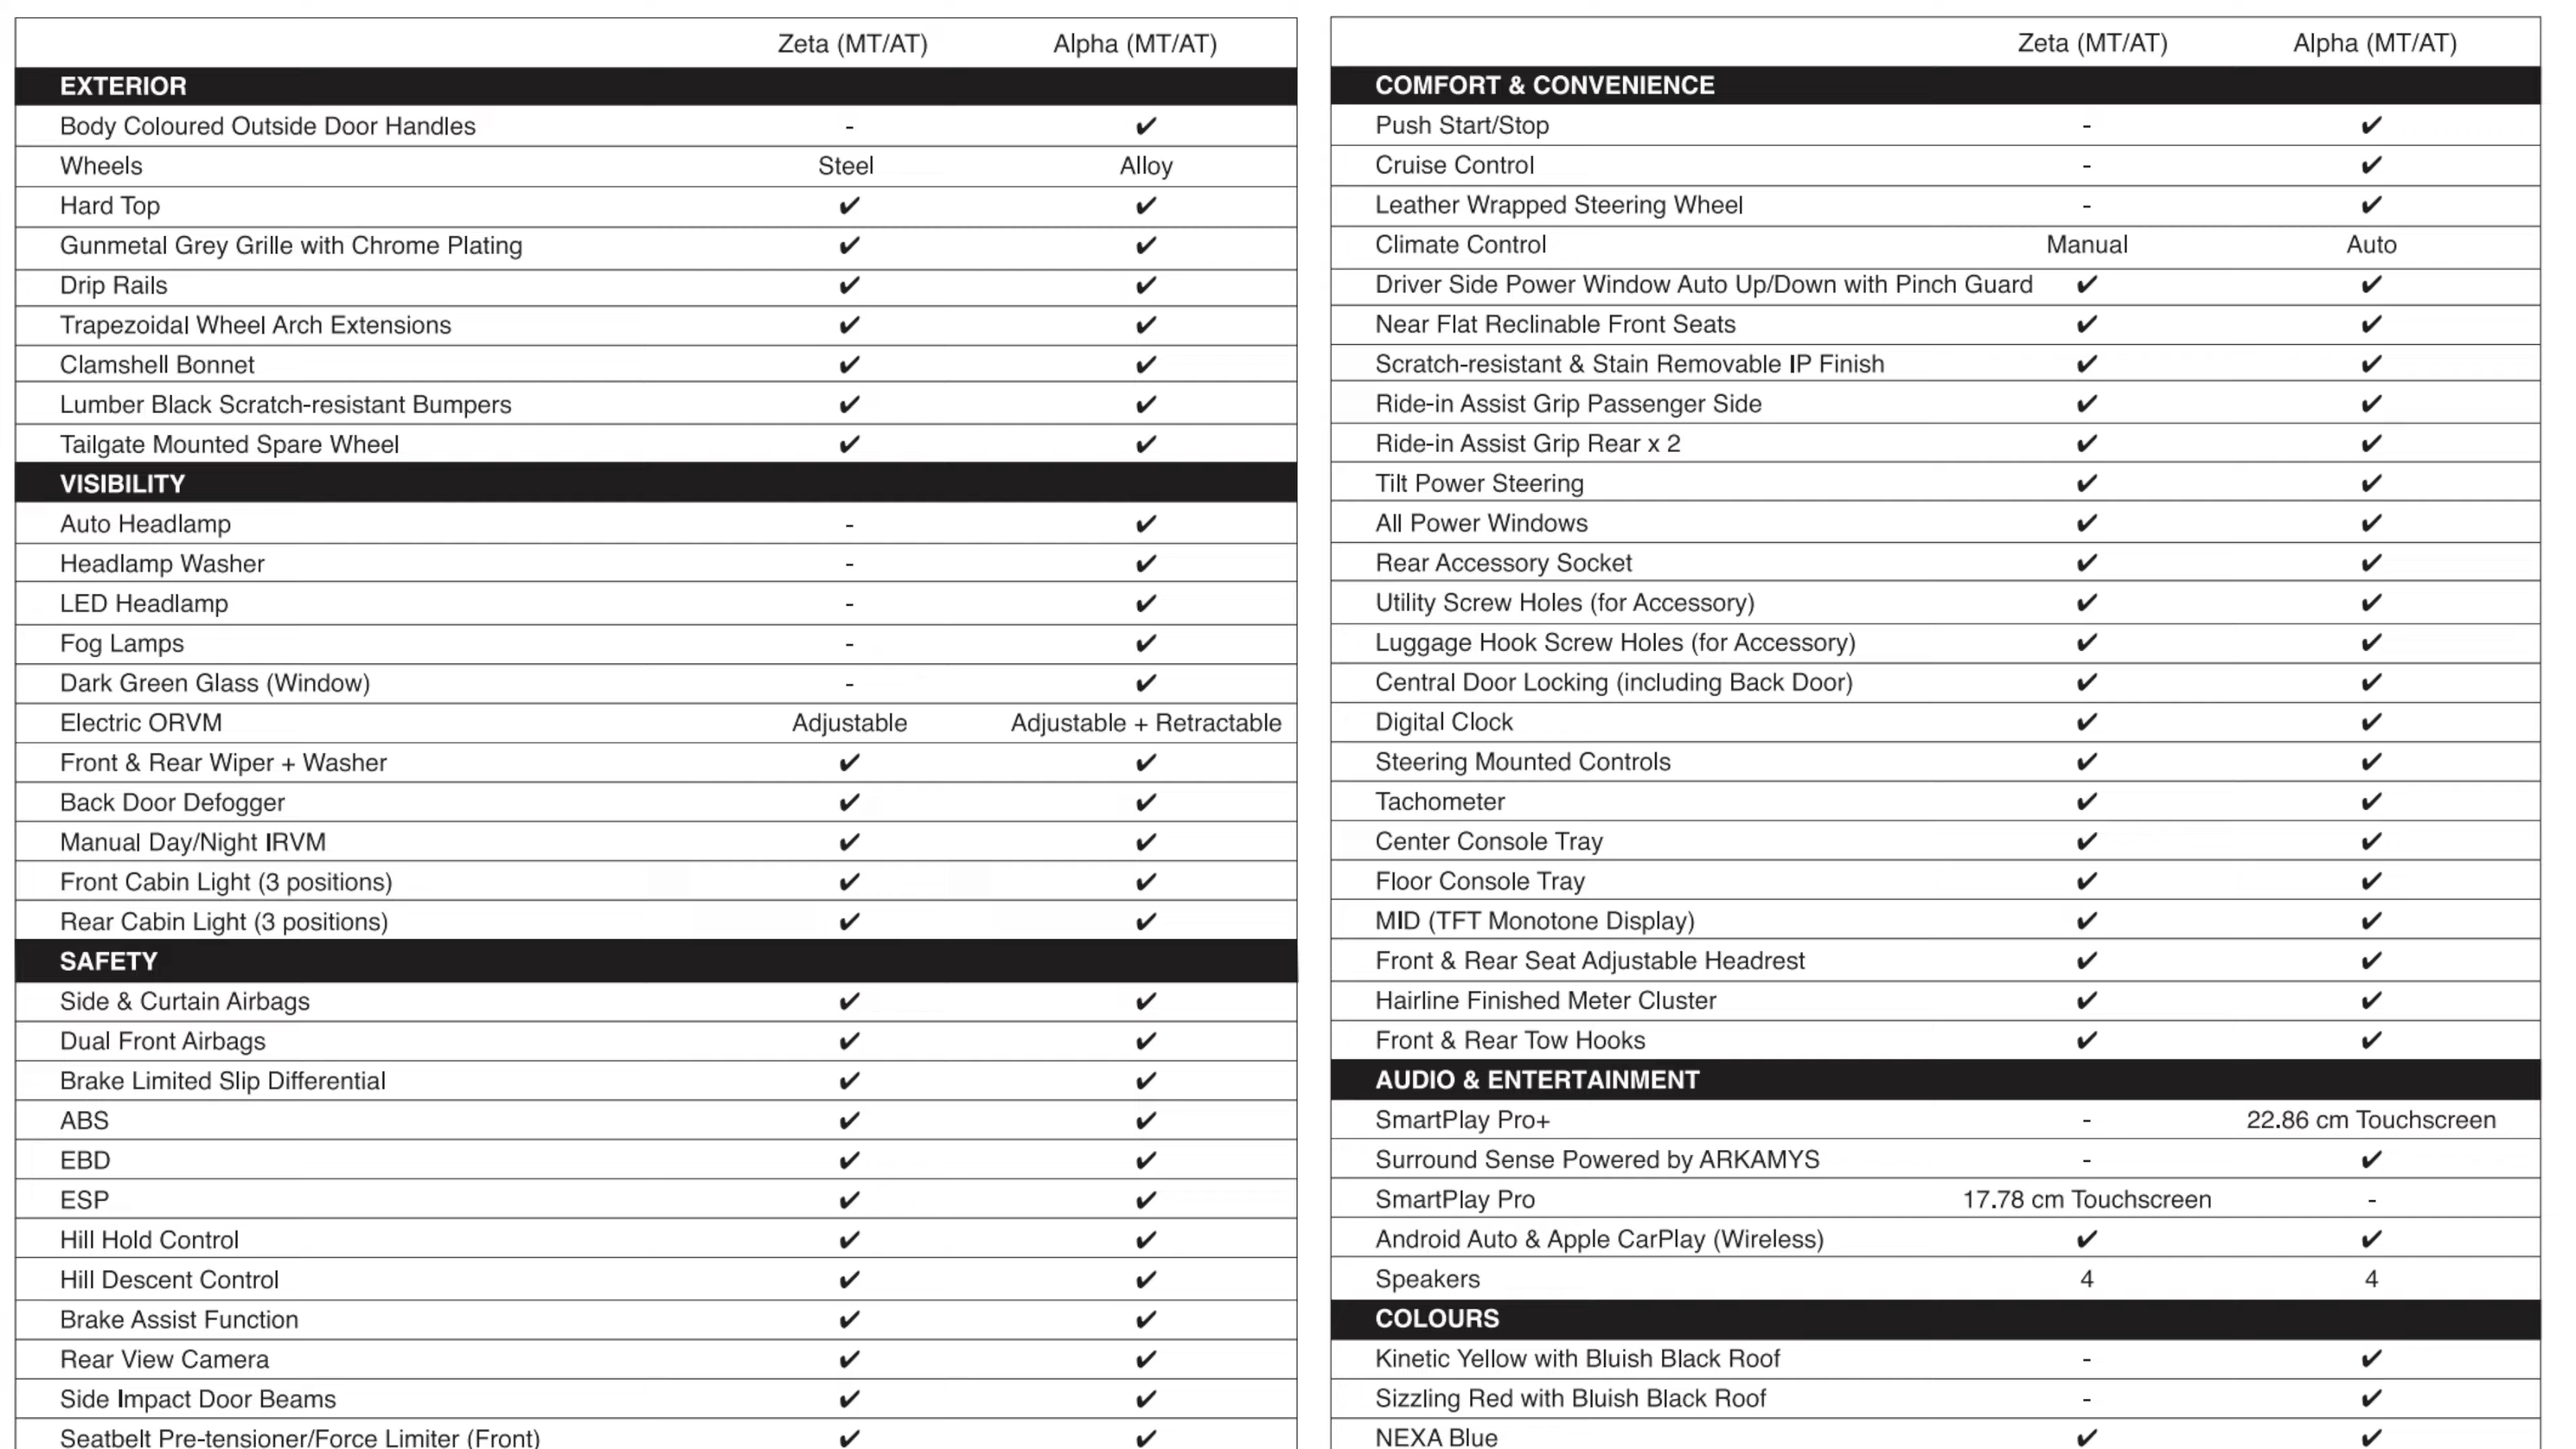 Zeta (MT/AT) Alpha (MT/AT)
EXTERIOR
Body Coloured Outside Door Handles - ✔
Wheels Steel Alloy
Hard Top ✔ ✔
Gunmetal Grey Grille with Chrome Plating ✔ ✔
Drip Rails ✔ ✔
Trapezoidal Wheel Arch Extensions ✔ ✔
Clamshell Bonnet ✔ ✔
Lumber Black Scratch-resistant Bumpers ✔ ✔
Tailgate Mounted Spare Wheel ✔ ✔
VISIBILITY
Auto Headlamp - ✔
Headlamp Washer - ✔
LED Headlamp - ✔
Fog Lamps - ✔
Dark Green Glass (Window) - ✔
Electric ORVM Adjustable Adjustable + Retractable
Front & Rear Wiper + Washer ✔ ✔
Back Door Defogger ✔ ✔
Manual Day/Night IRVM ✔ ✔
Front Cabin Light (3 positions) ✔ ✔
Rear Cabin Light (3 positions) ✔ ✔
SAFETY
Side & Curtain Airbags ✔ ✔
Dual Front Airbags ✔ ✔
Brake Limited Slip Differential ✔ ✔
ABS ✔ ✔
EBD ✔ ✔
ESP ✔ ✔
Hill Hold Control ✔ ✔
Hill Descent Control ✔ ✔
Brake Assist Function ✔ ✔
Rear View Camera ✔ ✔
Side Impact Door Beams ✔ ✔
Seatbelt Pre-tensioner/Force Limiter (Front) ✔ ✔
Zeta (MT/AT) Alpha (MT/AT)
COMFORT & CONVENIENCE
Push Start/Stop - ✔
Cruise Control - ✔
Leather Wrapped Steering Wheel - ✔
Climate Control Manual Auto
Driver Side Power Window Auto Up/Down with Pinch Guard ✔ ✔
Near Flat Reclinable Front Seats ✔ ✔
Scratch-resistant & Stain Removable IP Finish ✔ ✔
Ride-in Assist Grip Passenger Side ✔ ✔
Ride-in Assist Grip Rear x 2 ✔ ✔
Tilt Power Steering ✔ ✔
All Power Windows ✔ ✔
Rear Accessory Socket ✔ ✔
Utility Screw Holes (for Accessory) ✔ ✔
Luggage Hook Screw Holes (for Accessory) ✔ ✔
Central Door Locking (including Back Door) ✔ ✔
Digital Clock ✔ ✔
Steering Mounted Controls ✔ ✔
Tachometer ✔ ✔
Center Console Tray ✔ ✔
Floor Console Tray ✔ ✔
MID (TFT Monotone Display) ✔ ✔
Front & Rear Seat Adjustable Headrest ✔ ✔
Hairline Finished Meter Cluster ✔ ✔
Front & Rear Tow Hooks ✔ ✔
AUDIO & ENTERTAINMENT
SmartPlay Pro+ - 22.86 cm Touchscreen
Surround Sense Powered by ARKAMYS - ✔
SmartPlay Pro 17.78 cm Touchscreen -
Android Auto & Apple CarPlay (Wireless) ✔ ✔
Speakers 4 4
COLOURS
Kinetic Yellow with Bluish Black Roof - ✔
Sizzling Red with Bluish Black Roof - ✔
NEXA Blue ✔ ✔